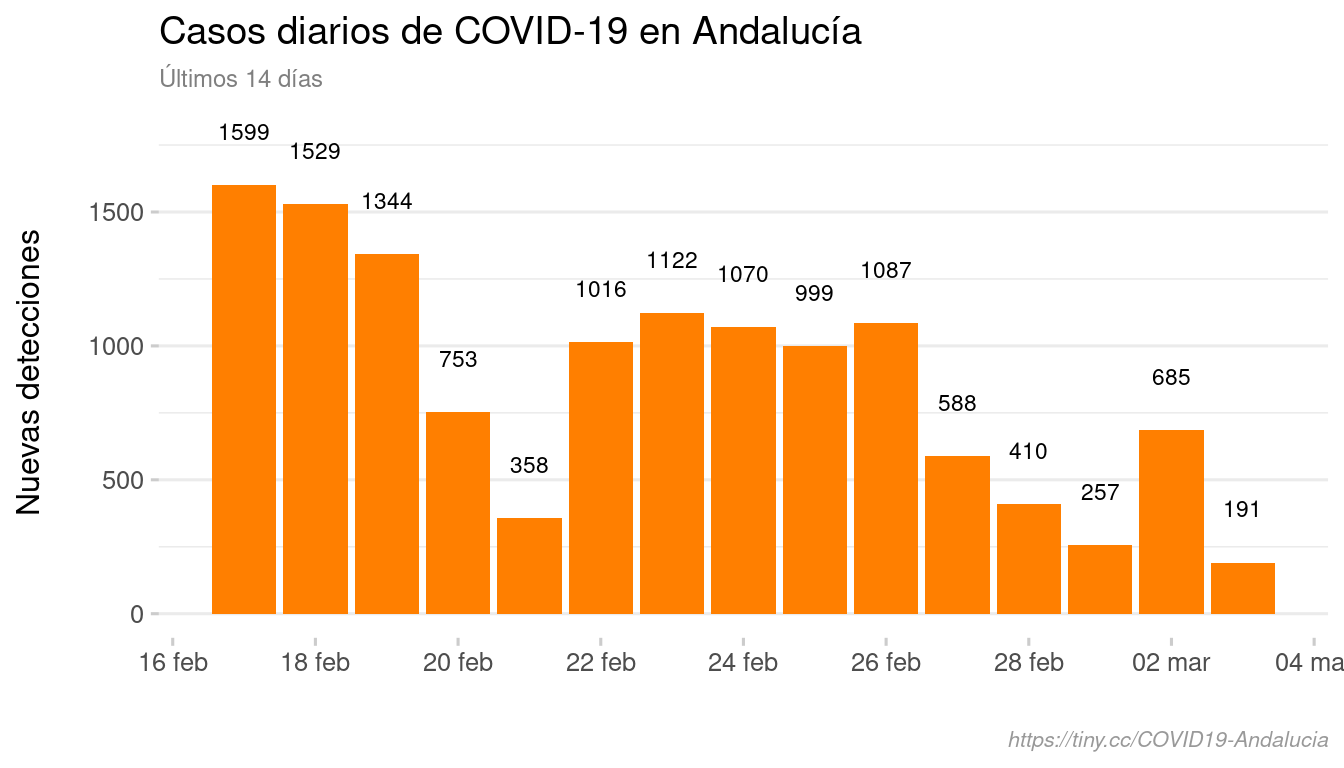 Casos diarios de COVID-19 en Andalucía
Últimos 14 días
Nuevas detecciones
1500
1000
500
0
1599
1529
1344
753
358
1016
1122
1070
999
1087
588
410
257
685
191
16 feb
18 feb
20 feb
22 feb
24 feb
26 feb
28 feb
02 mar
04 ma
https://tiny.cc/COVID19-Andalucia